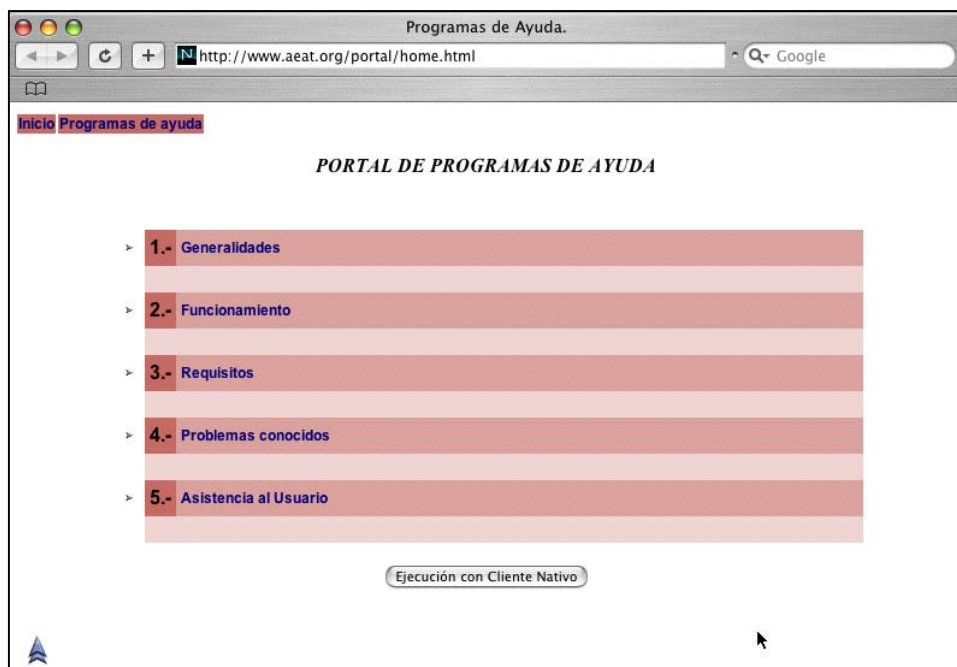 Programas de Ayuda.
http://www.aeat.org/portal/home.html
Google
Inicio Programas de ayuda
PORTAL DE PROGRAMAS DE AYUDA
1.- Generalidades
2.- Funcionamiento
3.- Requisitos
4.- Problemas conocidos
5.- Asistencia al Usuario
Ejecución con Cliente Nativo